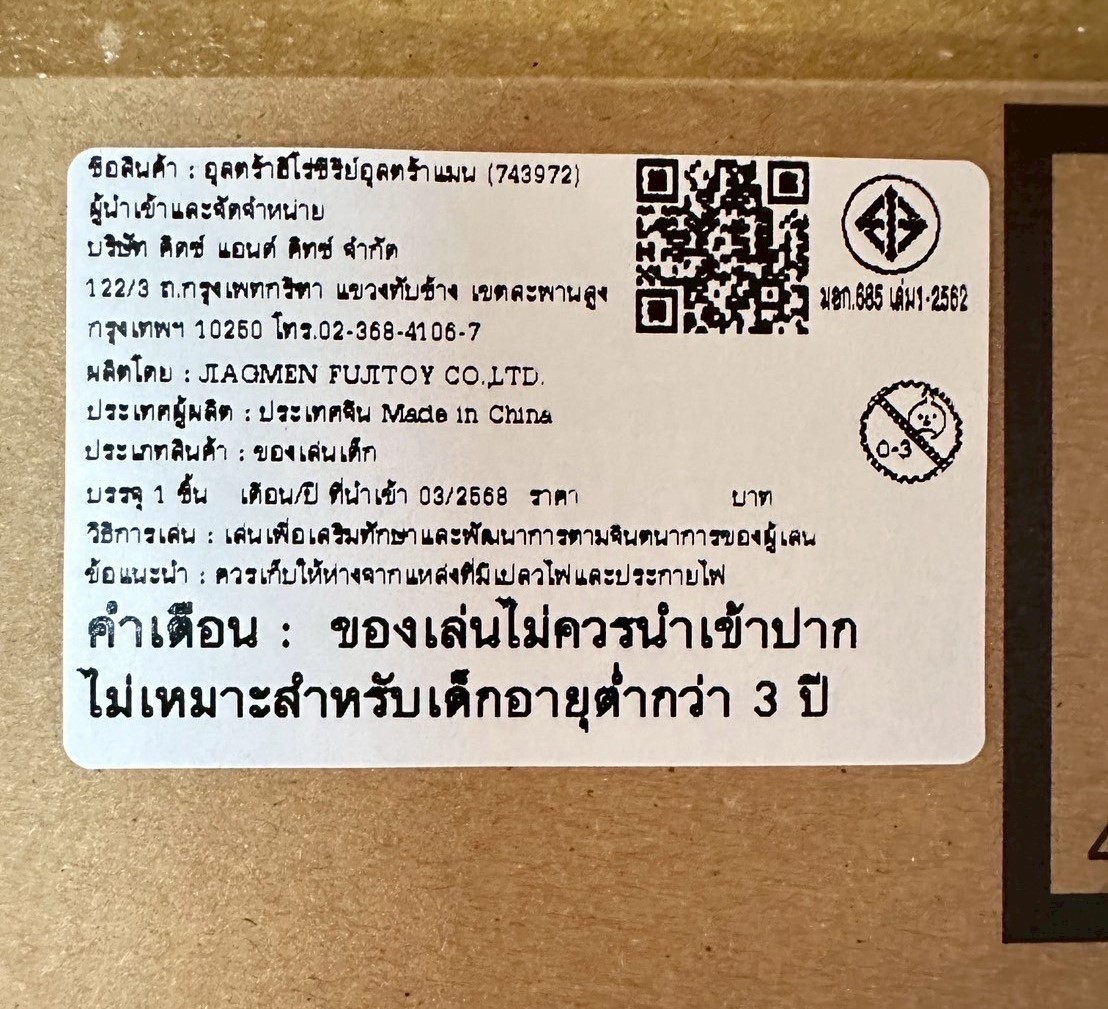 ชื่อสินค้า : อุลตร้าฮีโร่ซีรีย์อุลตร้าแมน (743972)
ผู้นำเข้าและจัดจำหน่าย
บริษัท คิดซ์ แอนด์ คิทซ์ จำกัด
122/3 ถ.กรุงเทพกรีฑา แขวงทับช้าง เขตสะพานสูง
กรุงเทพฯ 10250 โทร.02-368-4106-7
ผลิตโดย : JIAGMEN FUJITOY CO.,LTD.
ประเทศผู้ผลิต : ประเทศจีน Made in China
ประเภทสินค้า : ของเล่นเด็ก
บรรจุ 1 ชิ้น เดือน/ปี ที่นำเข้า 03/2568 ราคา บาท
วิธีการเล่น : เล่นเพื่อเสริมทักษาและพัฒนาการตามจินตนาการของผู้เล่น
ข้อแนะนำ : ควรเก็บให้ห่างจากแหล่งที่มีเปลวไฟและประกายไฟ
คำเตือน : ของเล่นไม่ควรนำเข้าปาก
ไม่เหมาะสำหรับเด็กอายุต่ำกว่า 3 ปี
มอก.685 เล่ม1-2562
0-3